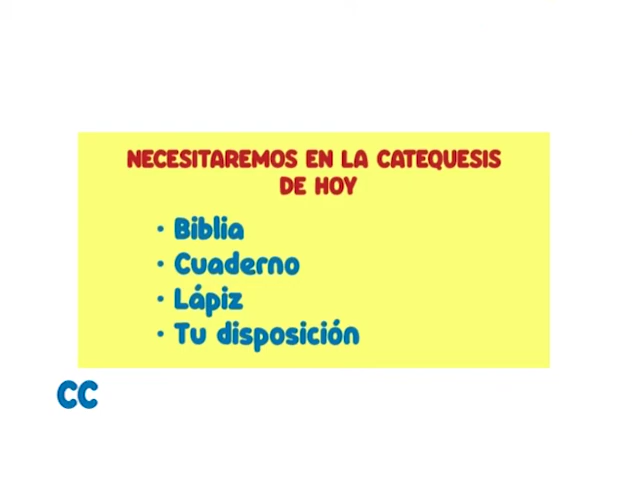 NECESITAREMOS EN LA CATEQUESIS
DE HOY
• Biblia
• Cuaderno
• Lápiz
• Tu disposición
CC